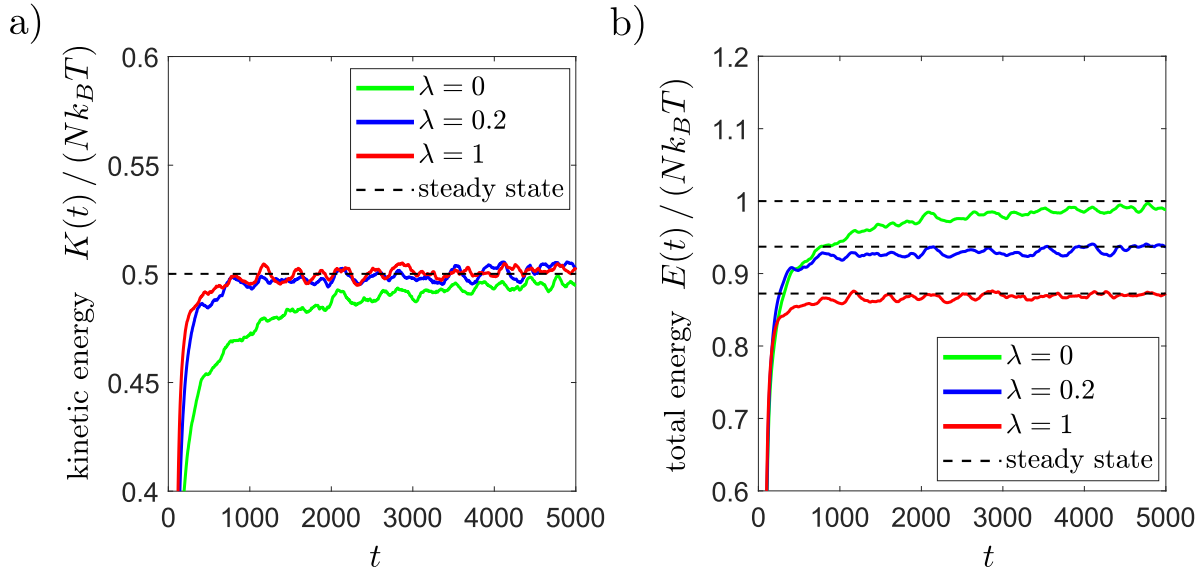 a)
kinetic energy K(t) / (Nk_BT)
0.6
0.55
0.5
0.45
0.4
λ = 0
λ = 0.2
λ = 1
steady state
0 1000 2000 3000 4000 5000
t
b)
total energy E(t) / (Nk_BT)
1.2
1.1
1
0.9
0.8
0.7
0.6
λ = 0
λ = 0.2
λ = 1
steady state
0 1000 2000 3000 4000 5000
t